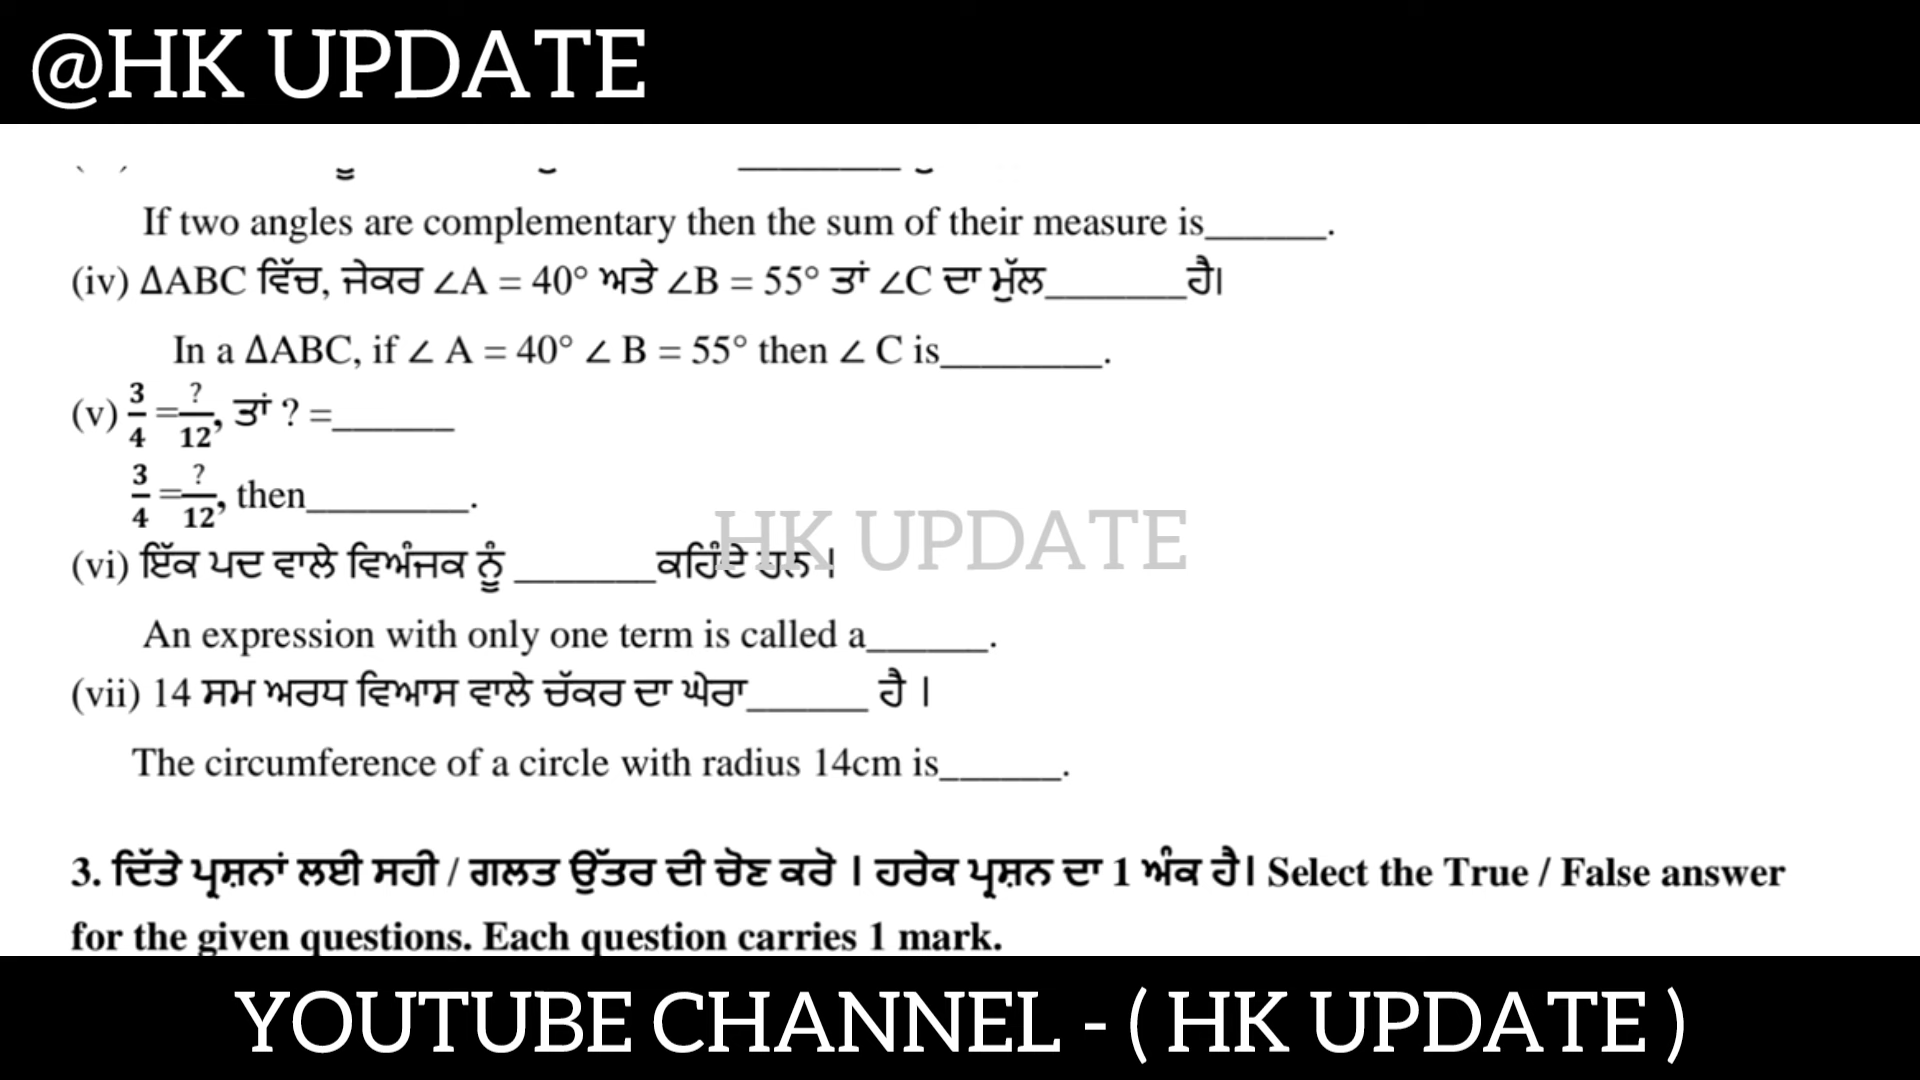 @HK UPDATE
If two angles are complementary then the sum of their measure is______.
(iv) ΔABC ਵਿੱਚ, ਜੇਕਰ ∠A = 40° ਅਤੇ ∠B = 55° ਤਾਂ ∠C ਦਾ ਮੁੱਲ_______ਹੈ।
In a ΔABC, if ∠ A = 40° ∠ B = 55° then ∠ C is________.
(v) 3/4 = ?/12, ਤਾਂ ? =______
3/4 = ?/12, then________.
HK UPDATE
(vi) ਇੱਕ ਪਦ ਵਾਲੇ ਵਿਅੰਜਕ ਨੂੰ _______ਕਹਿੰਦੇ ਹਨ ।
An expression with only one term is called a______.
(vii) 14 ਸਮ ਅਰਧ ਵਿਆਸ ਵਾਲੇ ਚੱਕਰ ਦਾ ਘੇਰਾ______ ਹੈ ।
The circumference of a circle with radius 14cm is______.
3. ਦਿੱਤੇ ਪ੍ਰਸ਼ਨਾਂ ਲਈ ਸਹੀ / ਗਲਤ ਉੱਤਰ ਦੀ ਚੋਣ ਕਰੋ । ਹਰੇਕ ਪ੍ਰਸ਼ਨ ਦਾ 1 ਅੰਕ ਹੈ। Select the True / False answer
for the given questions. Each question carries 1 mark.
YOUTUBE CHANNEL - ( HK UPDATE )